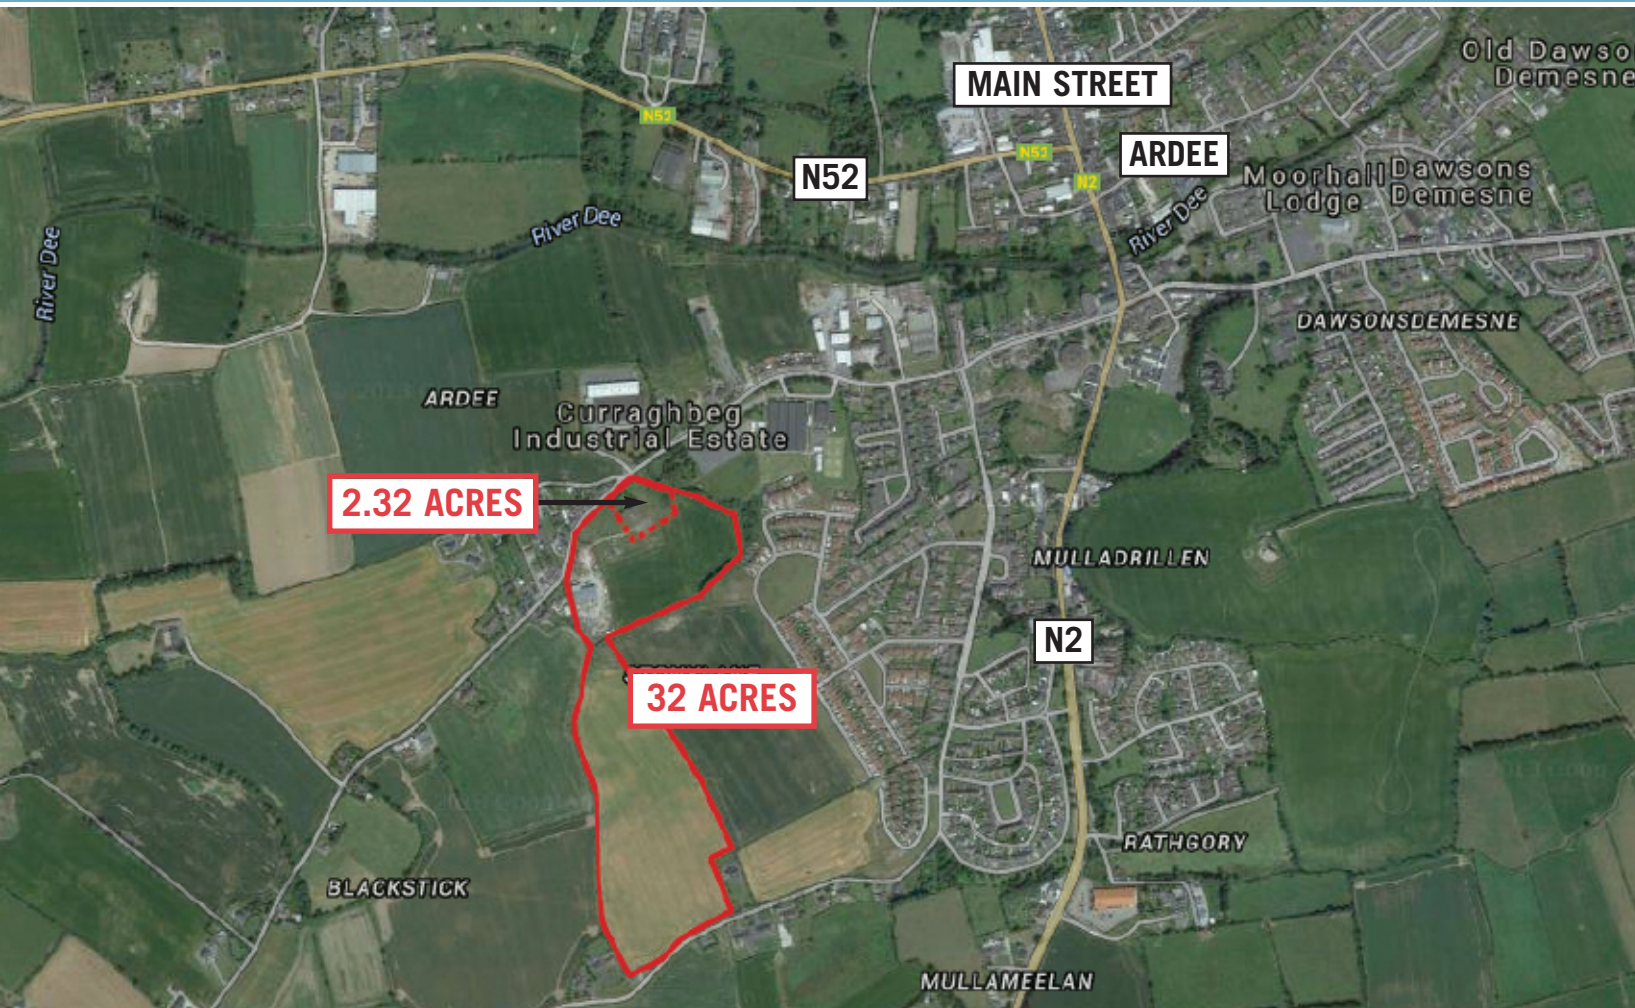 Old Dawso
Demesne
MAIN STREET
N52
N52
ARDEE
N52
N2
Moorhall
Lodge
Dawsons
Demesne
River Dee
River Dee
River Dee
DAWSONSDEMESNE
ARDEE
Curraghbeg
Industrial Estate
2.32 ACRES
MULLADRILLEN
N2
32 ACRES
RATHGORY
BLACKSTICK
MULLAMEELAN